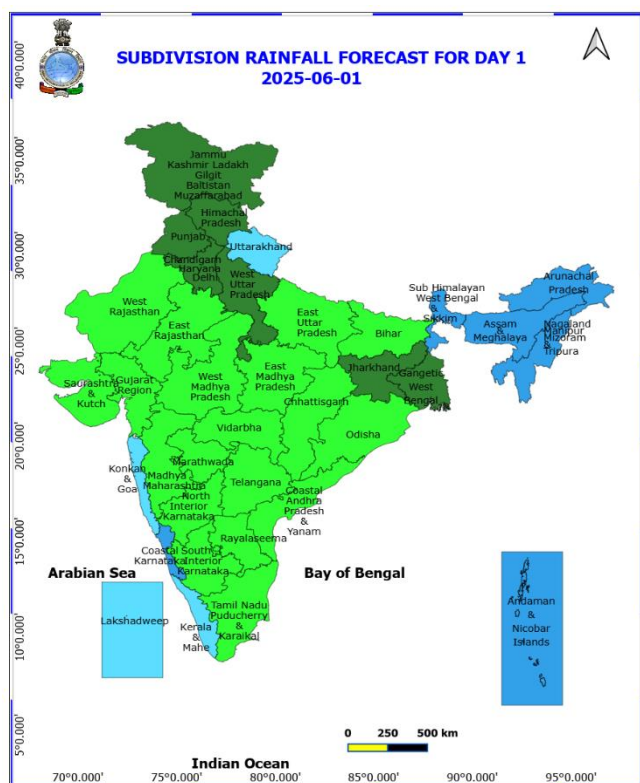 SUBDIVISION RAINFALL FORECAST FOR DAY 1
2025-06-01
40°0.000'
35°0.000'
30°0.000'
25°0.000'
20°0.000'
15°0.000'
10°0.000'
5°0.000'
Jammu
Kashmir Ladakh
Gilgit
Baltistan
Muzaffarabad
Himachal
Pradesh
Punjab
Uttarakhand
Chandigarh
Haryana
Delhi
West
Uttar
Pradesh
Arunachal
Pradesh
Sub Himalayan
West Bengal
&
Sikkim
Assam
&
Meghalaya
Nagaland
Manipur
Mizoram
&
Tripura
West
Rajasthan
East
Rajasthan
East
Uttar
Pradesh
Bihar
Jharkhand
Gangetic
West
Bengal
Saurashtra
&
Kutch
Gujarat
Region
West
Madhya
Pradesh
East
Madhya
Pradesh
Chhattisgarh
Odisha
Vidarbha
Konkan
&
Goa
Marathwada
Madhya
Maharashtra
Telangana
North
Interior
Karnataka
Coastal
Andhra
Pradesh
&
Yanam
Rayalaseema
Coastal
Karnataka
South
Interior
Karnataka
Arabian Sea
Bay of Bengal
Lakshadweep
Kerala
&
Mahe
Tamil Nadu
Puducherry
&
Karaikal
Andaman
&
Nicobar
Islands
0 250 500 km
Indian Ocean
70°0.000' 75°0.000' 80°0.000' 85°0.000' 90°0.000' 95°0.000'